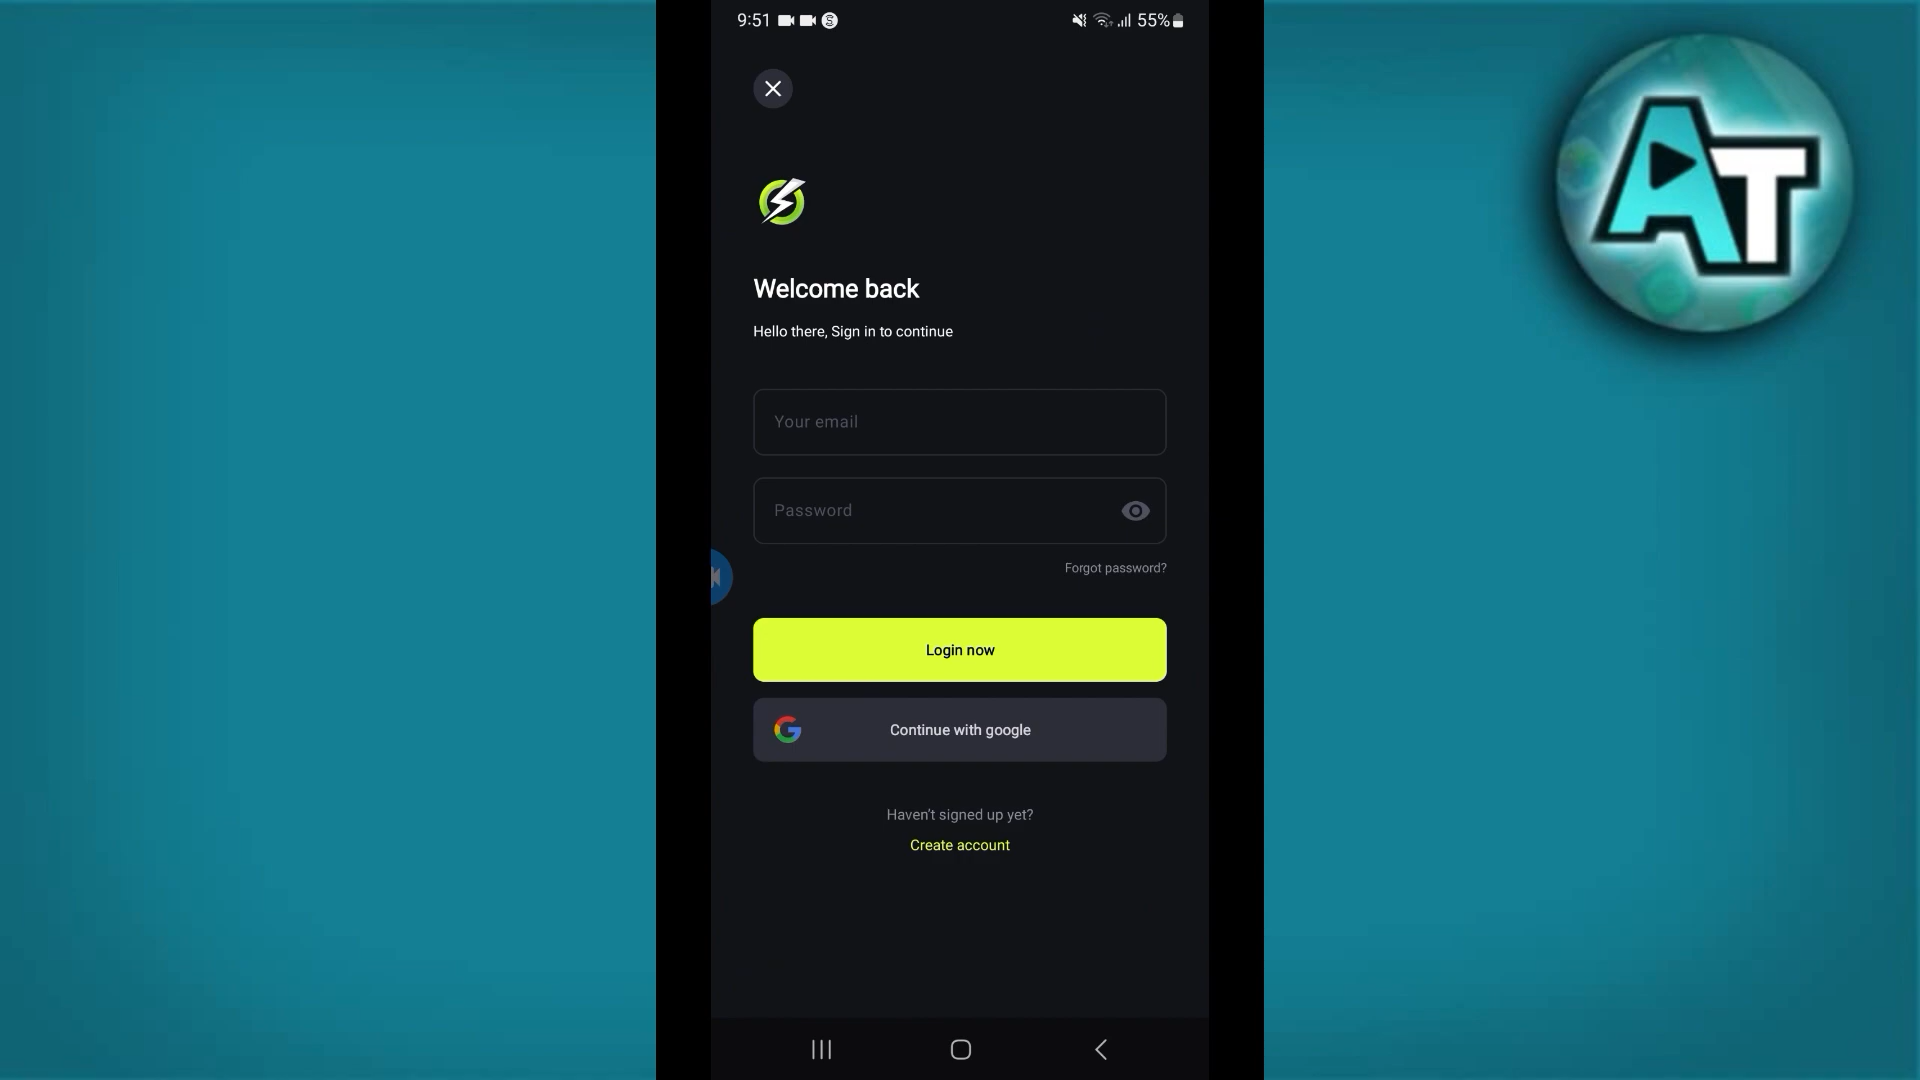 9:51
55%
AT
Welcome back
Hello there, Sign in to continue
Your email
Password
Forgot password?
Login now
Continue with google
Haven't signed up yet?
Create account